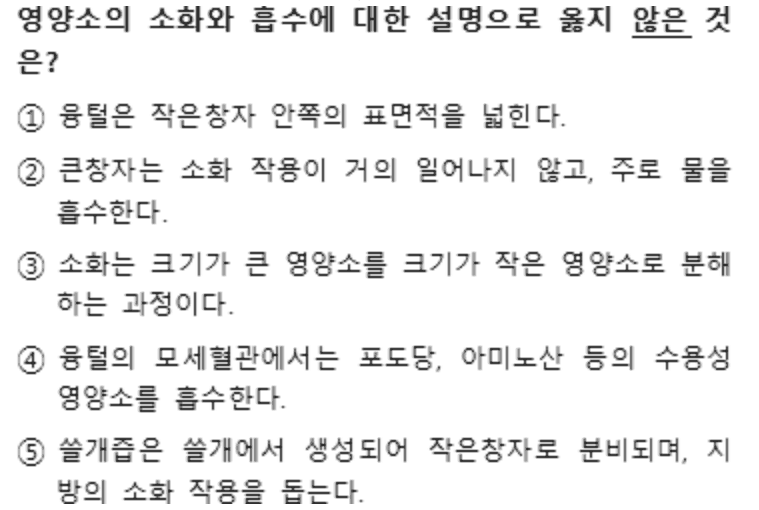 영양소의 소화와 흡수에 대한 설명으로 옳지 않은 것
은?
① 융털은 작은창자 안쪽의 표면적을 넓힌다.
② 큰창자는 소화 작용이 거의 일어나지 않고, 주로 물을
흡수한다.
③ 소화는 크기가 큰 영양소를 크기가 작은 영양소로 분해
하는 과정이다.
④ 융털의 모세혈관에서는 포도당, 아미노산 등의 수용성
영양소를 흡수한다.
⑤ 쓸개즙은 쓸개에서 생성되어 작은창자로 분비되며, 지
방의 소화 작용을 돕는다.